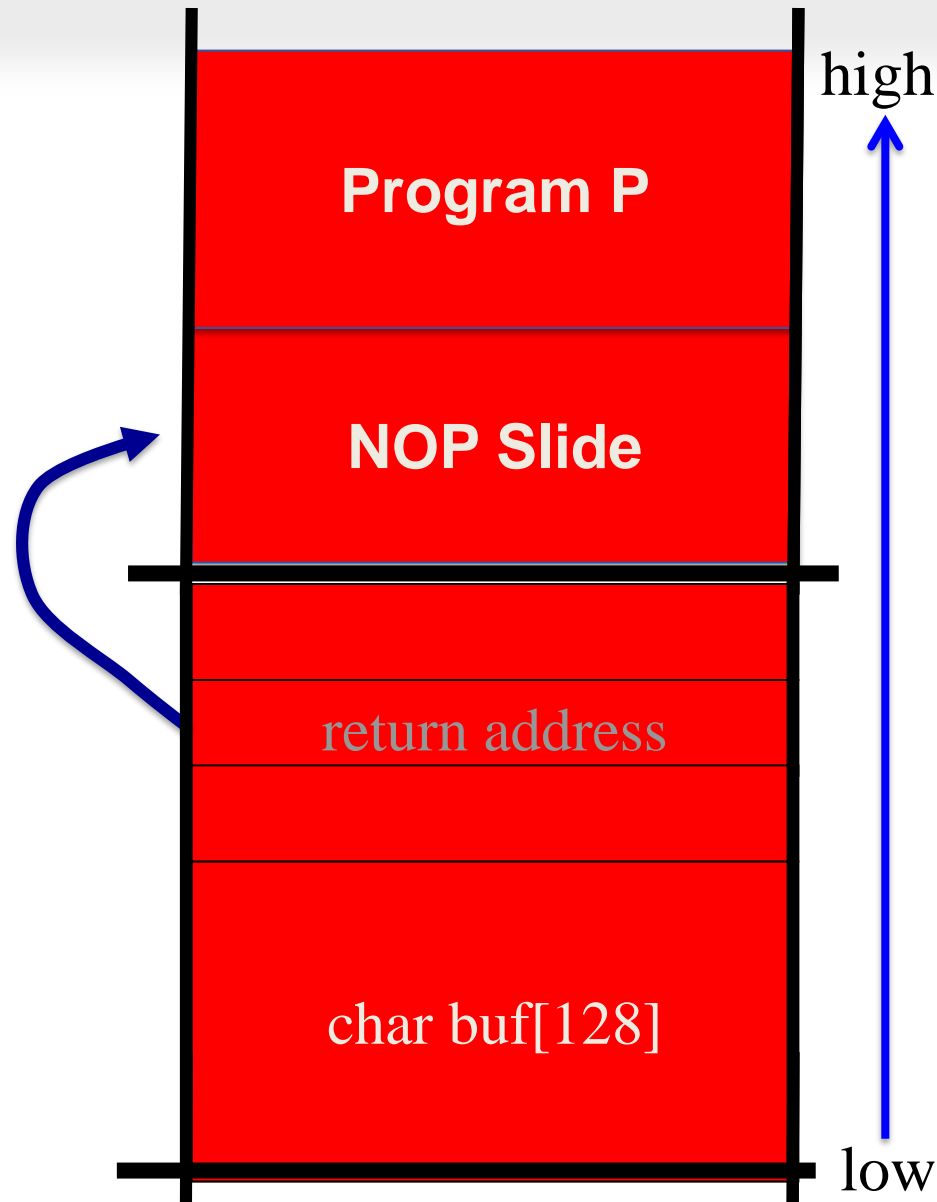 high
Program P
NOP Slide
return address
char buf[128]
low